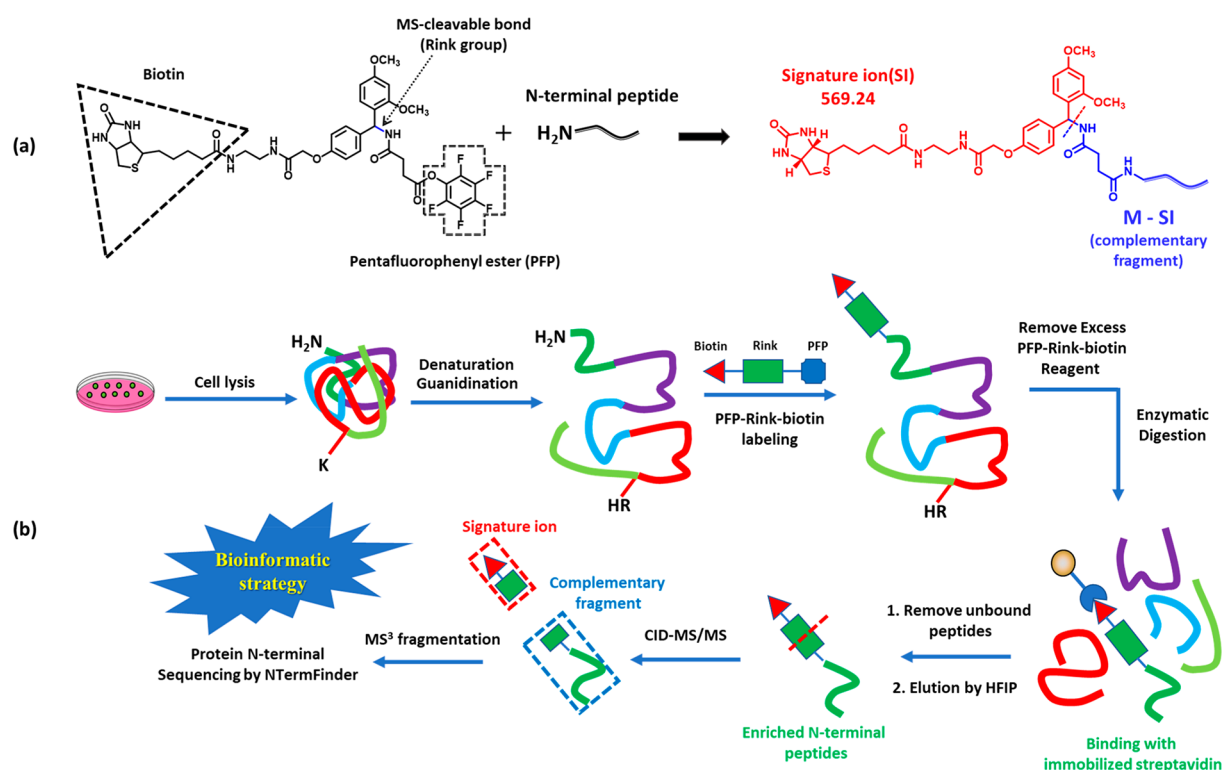 (a)
Biotin
MS-cleavable bond
(Rink group)
OCH3
OCH3
O
HN
NH
S
O
N
H
H
N
O
O
NH
O
O
O
F
F
F
F
F
Pentafluorophenyl ester (PFP)
+
N-terminal peptide
H2N
Signature ion(SI)
569.24
OCH3
OCH3
O
HN
NH
H
H
S
O
N
H
H
N
O
O
NH
O
H
N
O
M - SI
(complementary
fragment)
(b)
Cell lysis
H2N
K
Denaturation
Guanidination
H2N
HR
Biotin
Rink
PFP
PFP-Rink-biotin
labeling
HR
Remove Excess
PFP-Rink-biotin
Reagent
Enzymatic
Digestion
Binding with
immobilized streptavidin
1. Remove unbound
peptides
2. Elution by HFIP
Enriched N-terminal
peptides
CID-MS/MS
Signature ion
Complementary
fragment
MS3 fragmentation
Bioinformatic
strategy
Protein N-terminal
Sequencing by NTermFinder